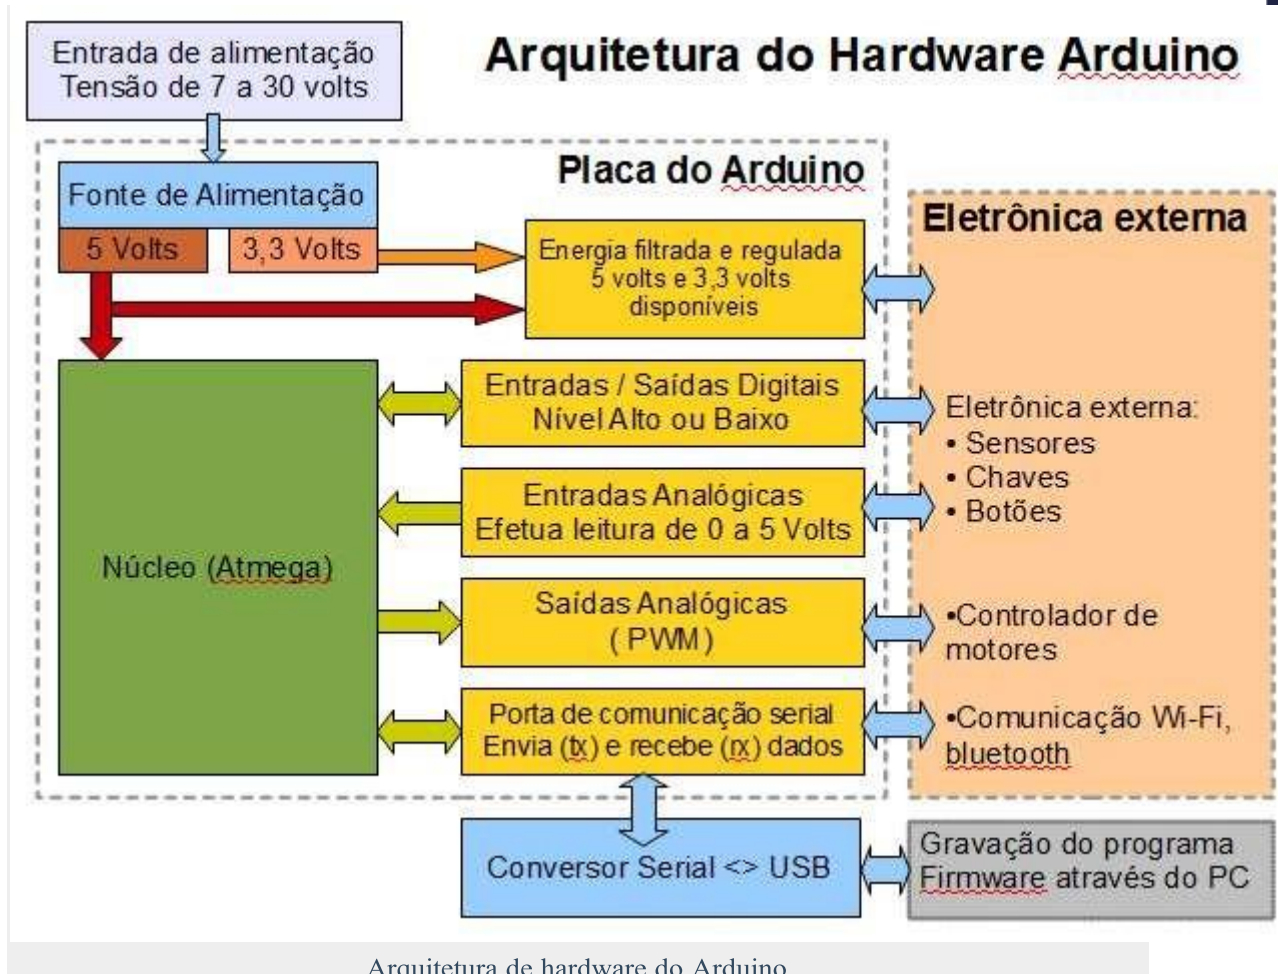 Entrada de alimentação
Tensão de 7 a 30 volts
Arquitetura do Hardware Arduino
Placa do Arduino
Fonte de Alimentação
5 Volts
3,3 Volts
Energia filtrada e regulada
5 volts e 3,3 volts
disponíveis
Eletrônica externa
Núcleo (Atmega)
Entradas / Saídas Digitais
Nível Alto ou Baixo
Entradas Analógicas
Efetua leitura de 0 a 5 Volts
Saídas Analógicas
( PWM )
Porta de comunicação serial
Envia (tx) e recebe (rx) dados
Eletrônica externa:
• Sensores
• Chaves
• Botões
•Controlador de
motores
•Comunicação Wi-Fi,
bluetooth
Conversor Serial <> USB
Gravação do programa
Firmware através do PC
Arquitetura de hardware do Arduino